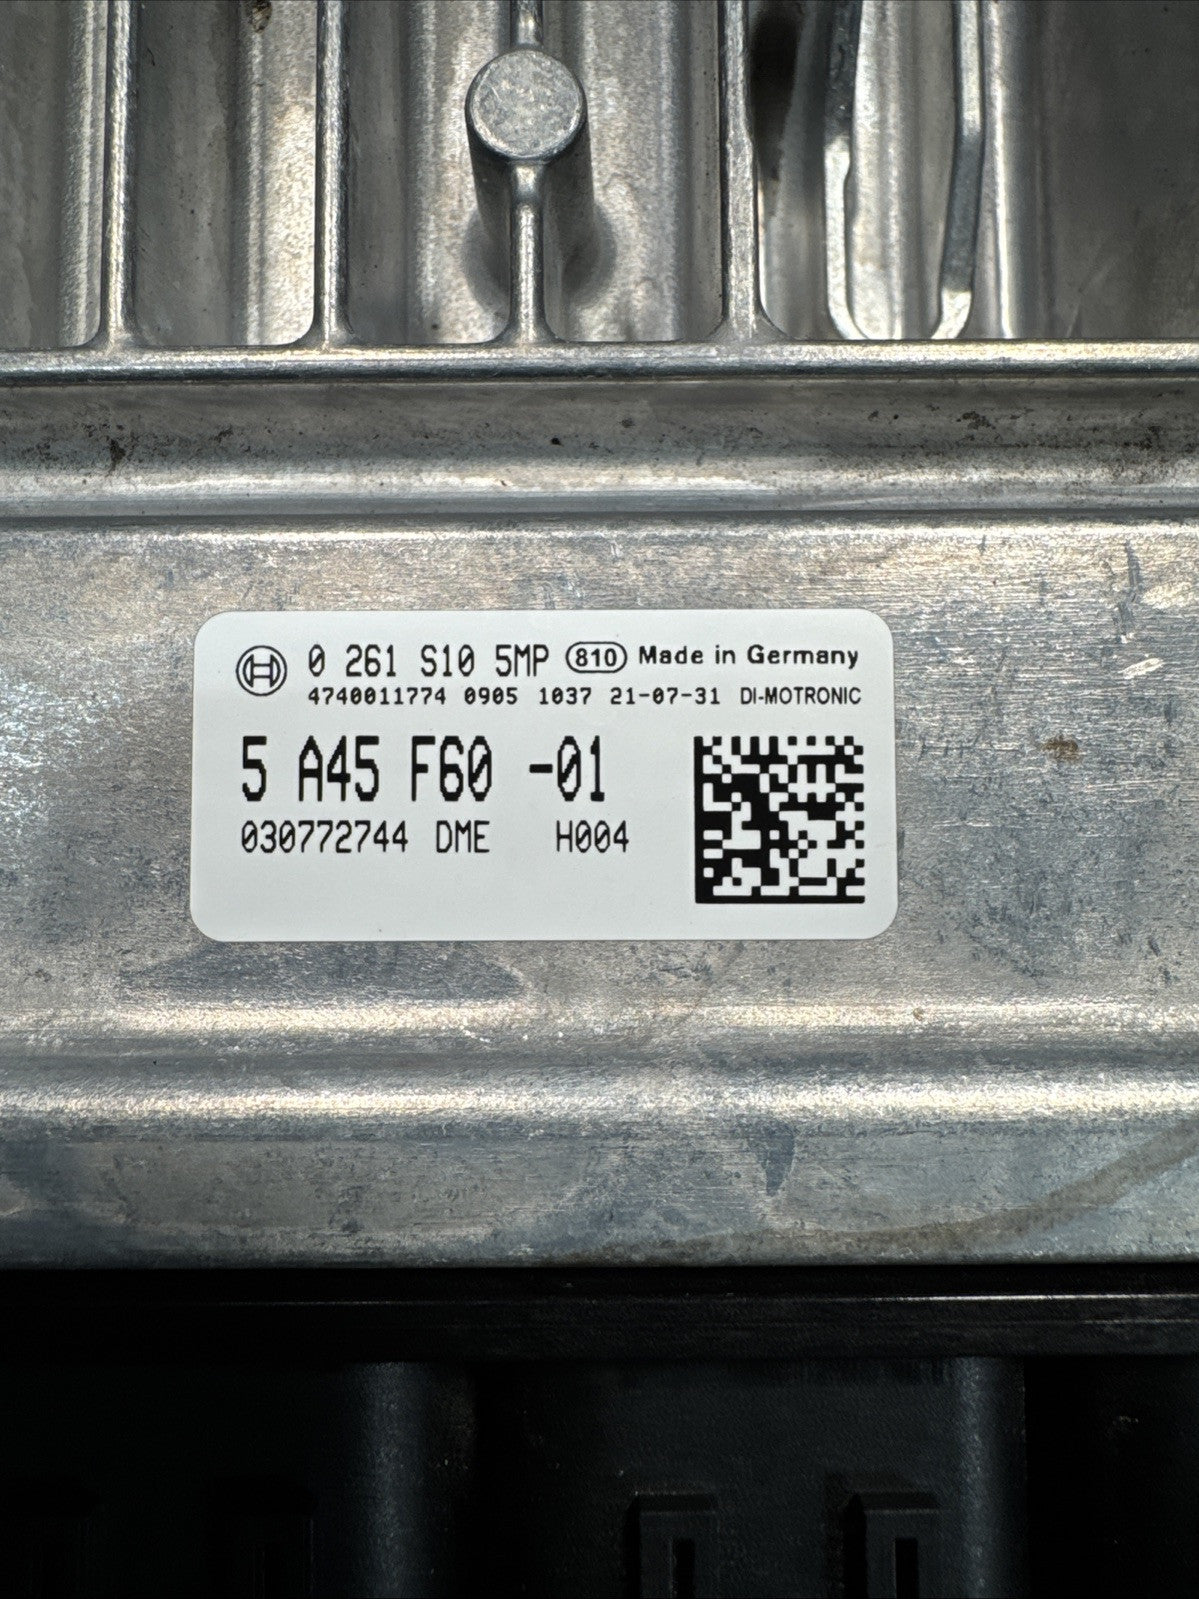 0 261 S10 5MP 810 Made in Germany
4740011774 0905 1037 21-07-31 DI-MOTRONIC
5 A45 F60 -01
030772744 DME H004